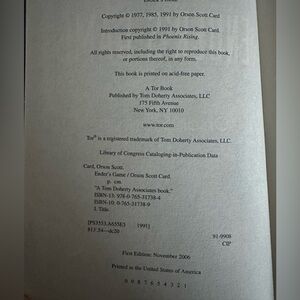 Copyright © 1977, 1985, 1991 by Orson Scott Card
Introduction copyright © 1991 by Orson Scott Card.
First published in Phoenix Rising.
All rights reserved, including the right to reproduce this book,
or portions thereof, in any form.
This book is printed on acid-free paper.
A Tor Book
Published by Tom Doherty Associates, LLC
175 Fifth Avenue
New York, NY 10010
www.tor.com
Tor® is a registered trademark of Tom Doherty Associates, LLC.
Library of Congress Cataloging-in-Publication Data
Card, Orson Scott.
Ender's Game / Orson Scott Card.
p. cm.
"A Tom Doherty Associates book."
ISBN-13: 978-0-765-31738-4
ISBN-10: 0-765-31738-9
I. Title.
[PS3553.A655E3 1991]
813'.54—dc20
91-0908
CIP
First Edition: November 2006
Printed in the United States of America
0 9 8 7 6 5 4 3 2 1